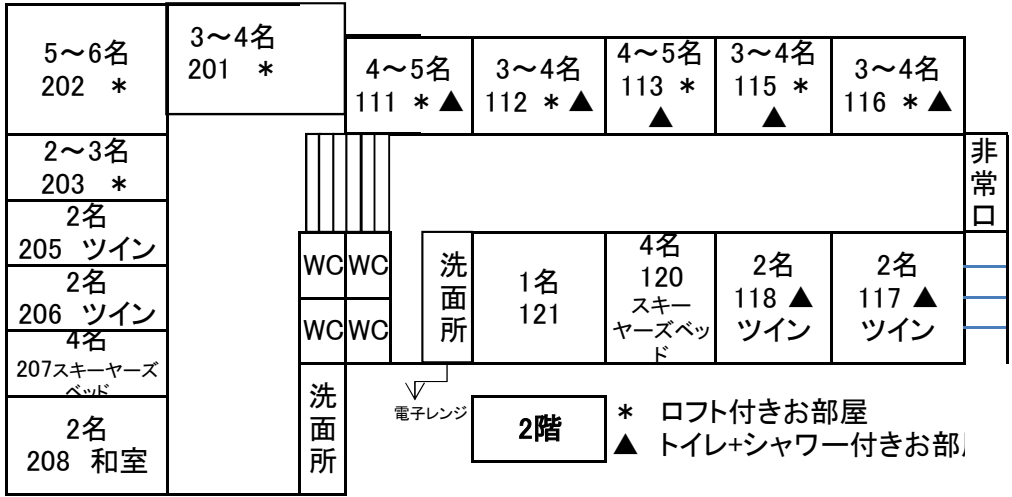 5～6名
202 *
3～4名
201 *
4～5名
111 * ▲
3～4名
112 * ▲
4～5名
113 *
▲
3～4名
115 *
▲
3～4名
116 * ▲
2～3名
203 *
非
常
口
2名
205 ツイン
2名
206 ツイン
4名
207スキーヤーズ
ベッド
2名
208 和室
WC
WC
WC
WC
洗
面
所
洗
面
所
1名
121
4名
120
スキー
ヤーズベッ
ド
2名
118 ▲
ツイン
2名
117 ▲
ツイン
電子レンジ
2階
* ロフト付きお部屋
▲ トイレ+シャワー付きお部